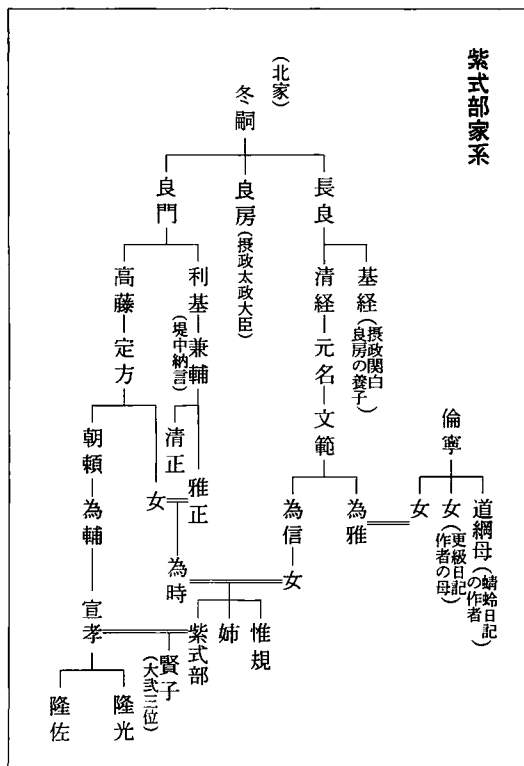 紫式部家系
(北家)
冬嗣
長良
良房(摂政太政大臣)
良門
基経(摂政関白
良房の養子)
清経
元名
文範
利基
兼輔
(堤中納言)
高藤
定方
倫寧
道綱母(蜻蛉日記
の作者)
女(更級日記
作者の母)
女
為雅
為信
女
雅正
清正
女
朝頼
為輔
宣孝
為時
惟規
姉
紫式部
賢子
(大弐三位)
隆光
隆佐